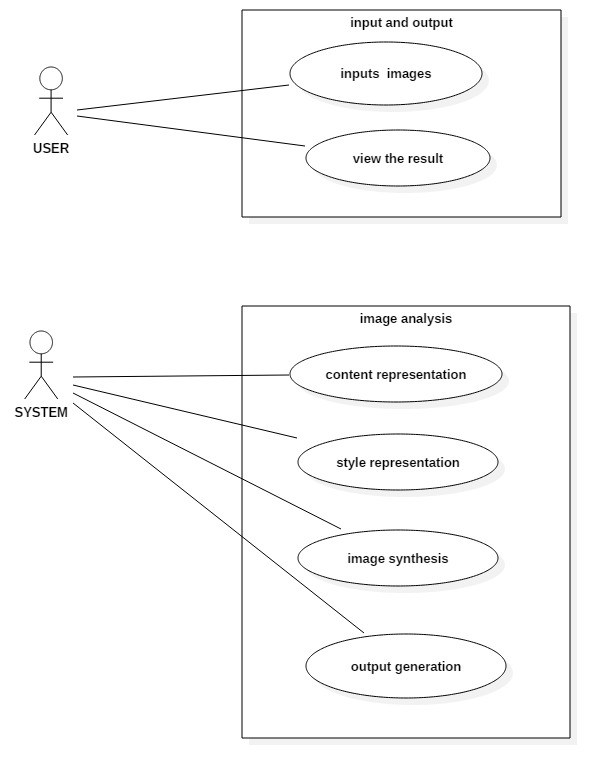 input and output
inputs  images
USER
view the result
image analysis
content representation
SYSTEM
style representation
image synthesis
output generation